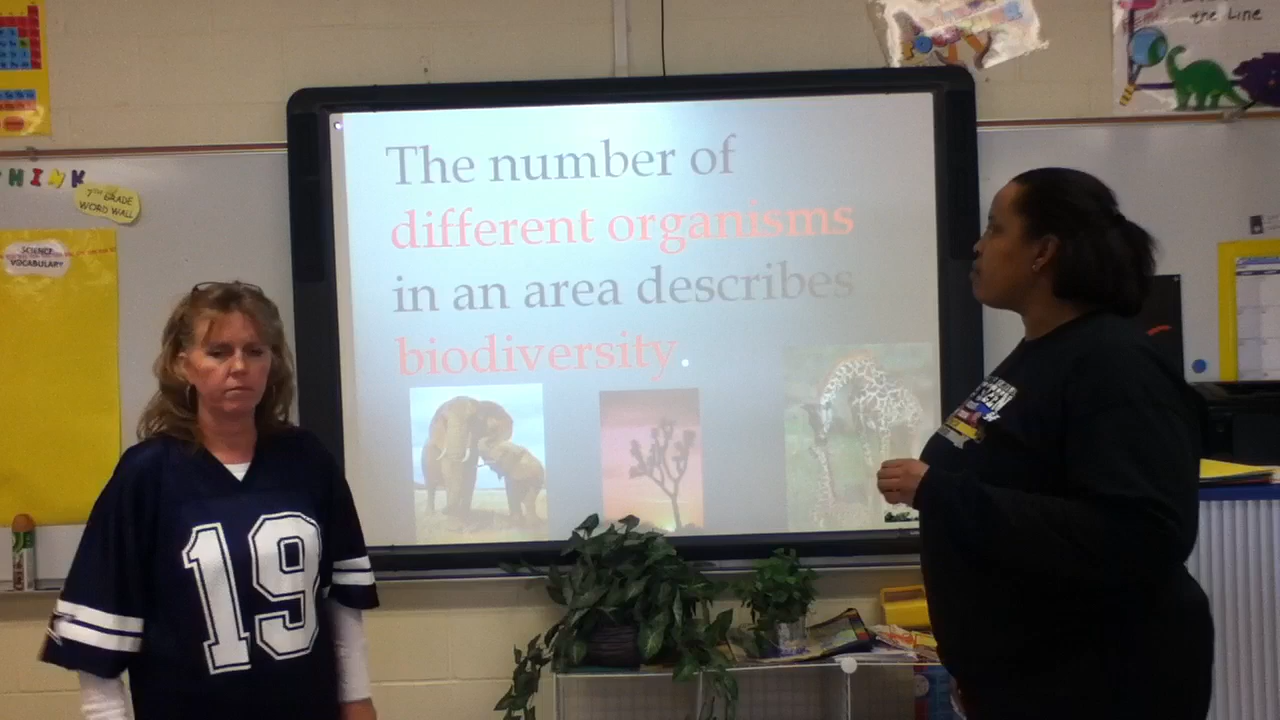 the Line
THINK
7TH GRADE
WORD WALL
SCIENCE
VOCABULARY
The number of
different organisms
in an area describes
biodiversity.
19